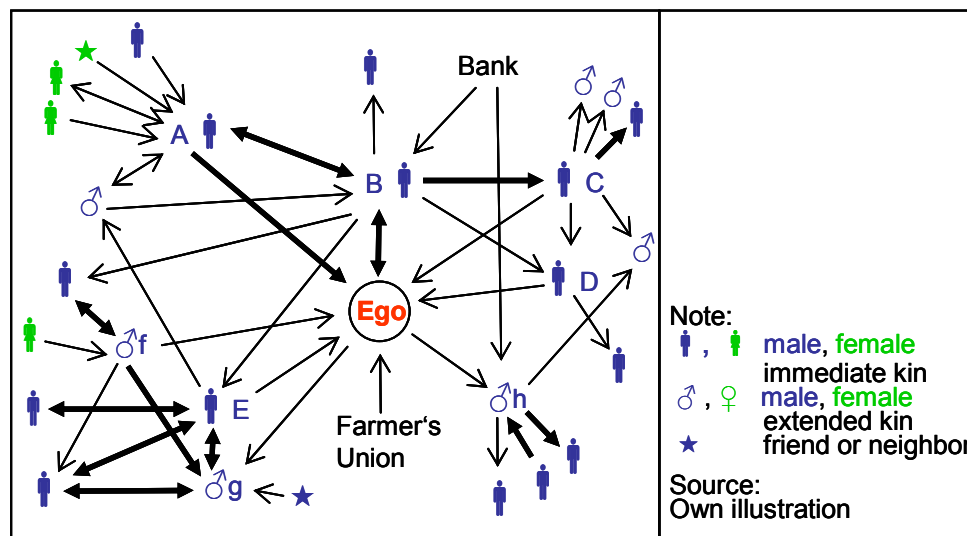 Bank
A
B
C
D
Ego
f
E
h
g
Farmer‘s
Union
Note:
, male, female
immediate kin
, male, female
extended kin
friend or neighbor
Source:
Own illustration